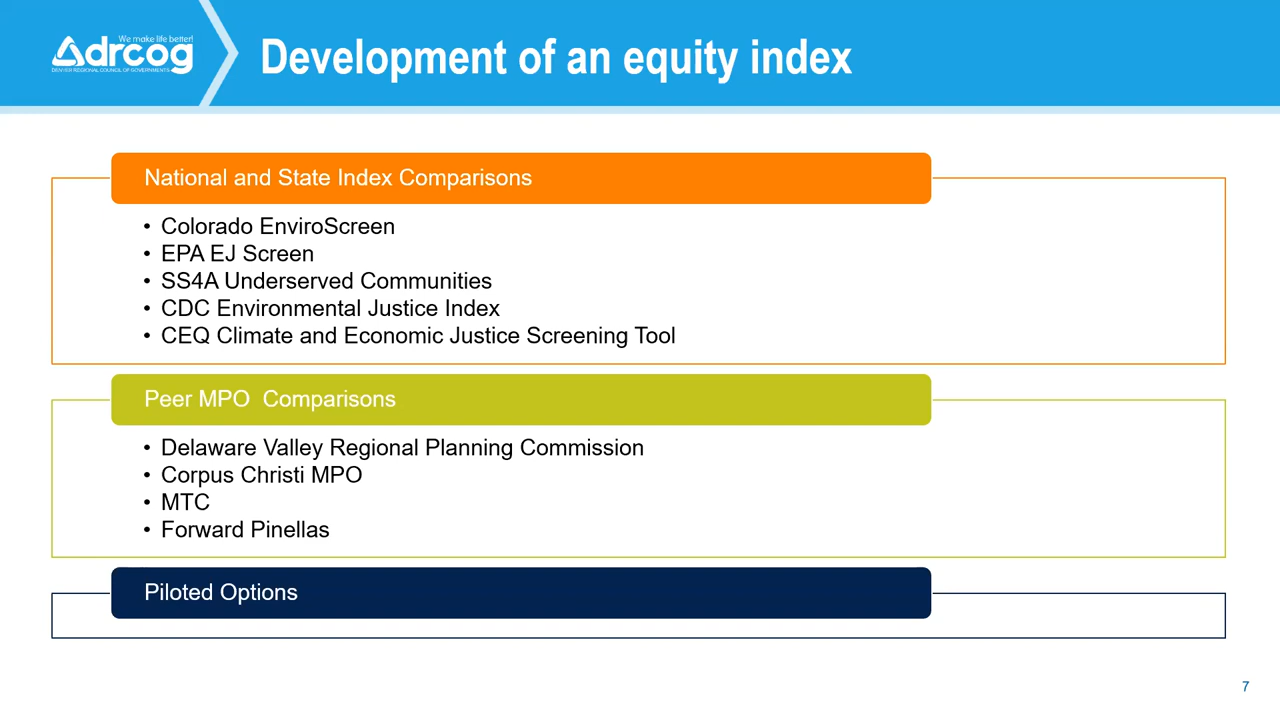 We make life better!
drcog
DENVER REGIONAL COUNCIL OF GOVERNMENTS
Development of an equity index
National and State Index Comparisons
• Colorado EnviroScreen
• EPA EJ Screen
• SS4A Underserved Communities
• CDC Environmental Justice Index
• CEQ Climate and Economic Justice Screening Tool
Peer MPO  Comparisons
• Delaware Valley Regional Planning Commission
• Corpus Christi MPO
• MTC
• Forward Pinellas
Piloted Options
7